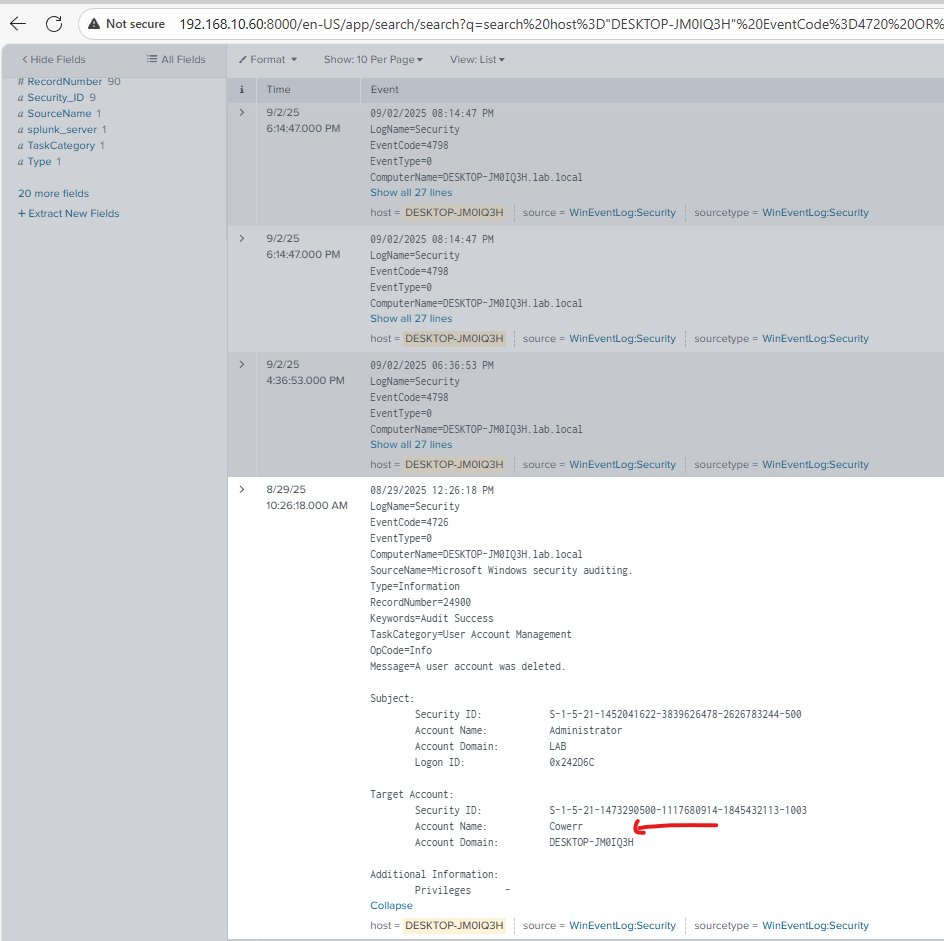 Not secure 192.168.10.60:8000/en-US/app/search/search?q=search%20host%3D"DESKTOP-JM0IQ3H"%20EventCode%3D4720%20OR%
Hide Fields All Fields Format Show: 10 Per Page View: List
# RecordNumber 90
a Security_ID 9
a SourceName 1
a splunk_server 1
a TaskCategory 1
a Type 1
20 more fields
+ Extract New Fields
i Time Event
9/2/25
6:14:47.000 PM
09/02/2025 08:14:47 PM
LogName=Security
EventCode=4798
EventType=0
ComputerName=DESKTOP-JM0IQ3H.lab.local
Show all 27 lines
host = DESKTOP-JM0IQ3H source = WinEventLog:Security sourcetype = WinEventLog:Security
9/2/25
6:14:47.000 PM
09/02/2025 08:14:47 PM
LogName=Security
EventCode=4798
EventType=0
ComputerName=DESKTOP-JM0IQ3H.lab.local
Show all 27 lines
host = DESKTOP-JM0IQ3H source = WinEventLog:Security sourcetype = WinEventLog:Security
9/2/25
4:36:53.000 PM
09/02/2025 06:36:53 PM
LogName=Security
EventCode=4798
EventType=0
ComputerName=DESKTOP-JM0IQ3H.lab.local
Show all 27 lines
host = DESKTOP-JM0IQ3H source = WinEventLog:Security sourcetype = WinEventLog:Security
8/29/25
10:26:18.000 AM
08/29/2025 12:26:18 PM
LogName=Security
EventCode=4726
EventType=0
ComputerName=DESKTOP-JM0IQ3H.lab.local
SourceName=Microsoft Windows security auditing.
Type=Information
RecordNumber=24900
Keywords=Audit Success
TaskCategory=User Account Management
OpCode=Info
Message=A user account was deleted.
Subject:
Security ID: S-1-5-21-1452041622-3839626478-2626783244-500
Account Name: Administrator
Account Domain: LAB
Logon ID: 0x242D6C
Target Account:
Security ID: S-1-5-21-1473290500-1117680914-1845432113-1003
Account Name: Cowerr
Account Domain: DESKTOP-JM0IQ3H
Additional Information:
Privileges -
Collapse
host = DESKTOP-JM0IQ3H source = WinEventLog:Security sourcetype = WinEventLog:Security